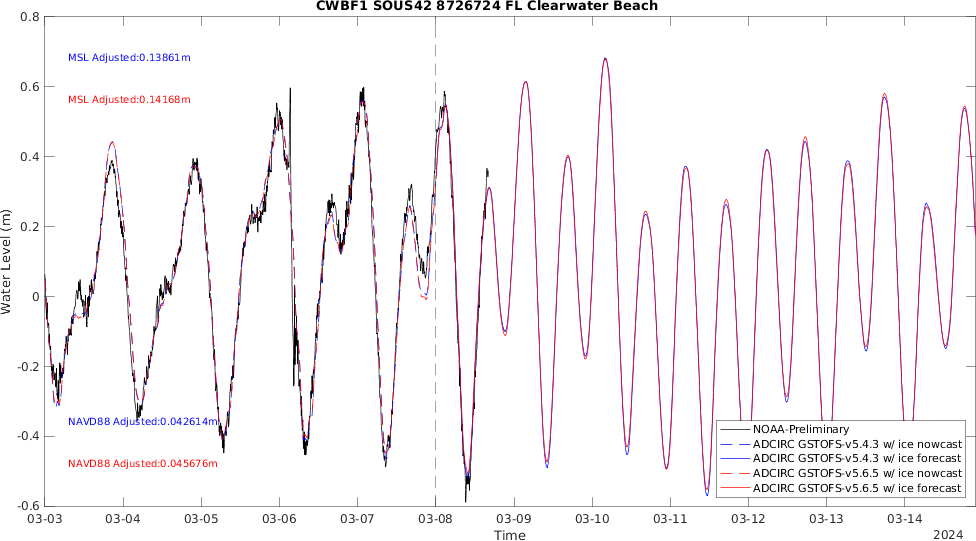 CWBF1 SOUS42 8726724 FL Clearwater Beach
0.8
0.6
0.4
0.2
0
-0.2
-0.4
-0.6
Water Level (m)
MSL Adjusted:0.13861m
MSL Adjusted:0.14168m
NAVD88 Adjusted:0.042614m
NAVD88 Adjusted:0.045676m
NOAA-Preliminary
ADCIRC GSTOFS-v5.4.3 w/ ice nowcast
ADCIRC GSTOFS-v5.4.3 w/ ice forecast
ADCIRC GSTOFS-v5.6.5 w/ ice nowcast
ADCIRC GSTOFS-v5.6.5 w/ ice forecast
03-03 03-04 03-05 03-06 03-07 03-08 03-09 03-10 03-11 03-12 03-13 03-14
Time
2024